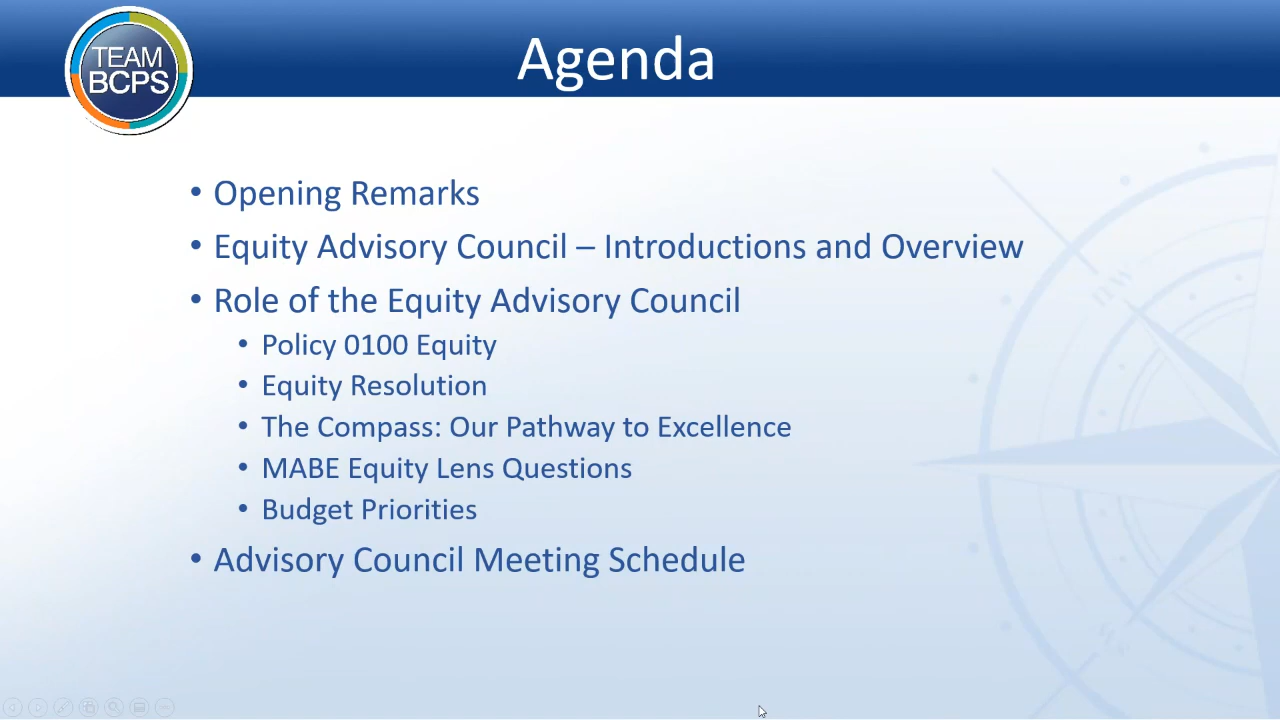 TEAM
BCPS
Agenda
• Opening Remarks
• Equity Advisory Council – Introductions and Overview
• Role of the Equity Advisory Council
• Policy 0100 Equity
• Equity Resolution
• The Compass: Our Pathway to Excellence
• MABE Equity Lens Questions
• Budget Priorities
• Advisory Council Meeting Schedule